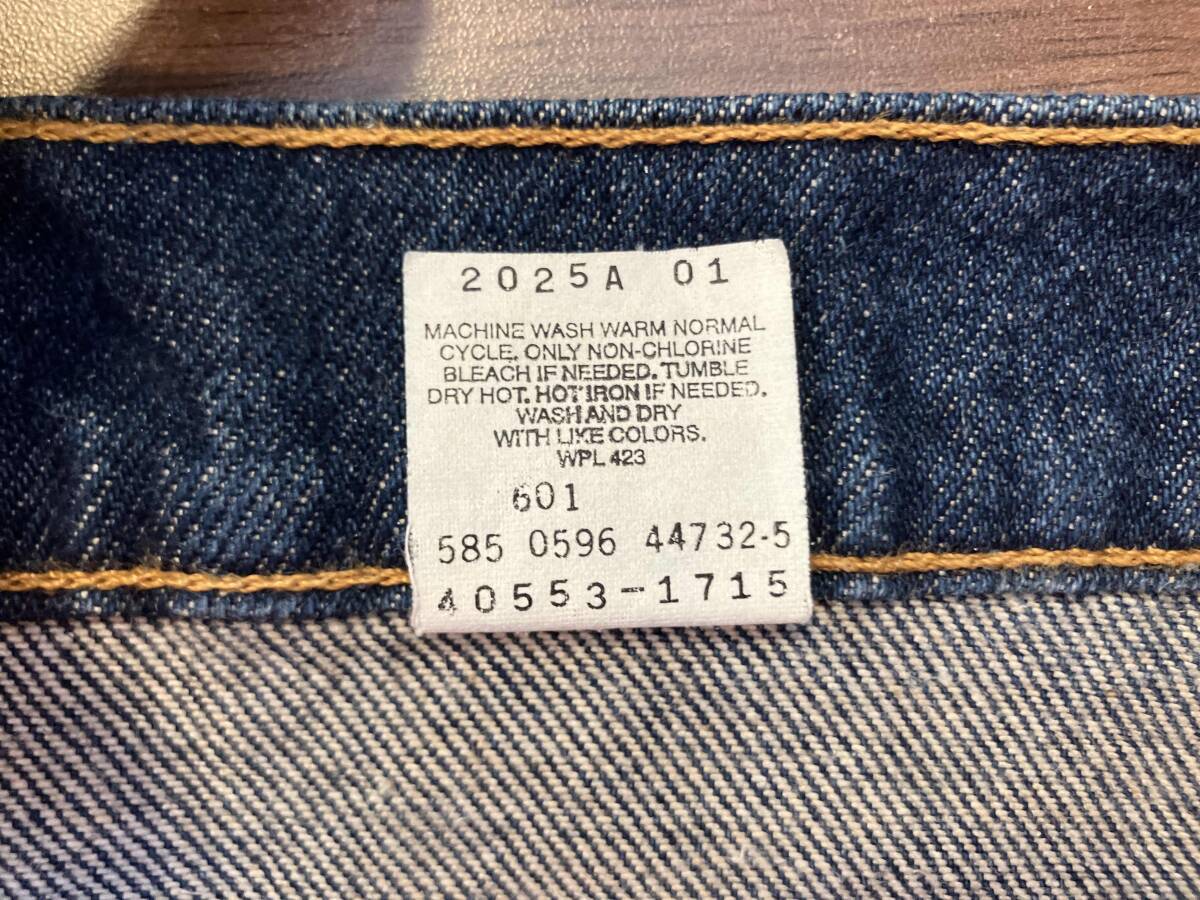 2025A 01
MACHINE WASH WARM NORMAL
CYCLE. ONLY NON-CHLORINE
BLEACH IF NEEDED. TUMBLE
DRY HOT. HOT IRON IF NEEDED.
WASH AND DRY
WITH LIKE COLORS.
WPL 423
601
585 0596 44732-5
40553-1715